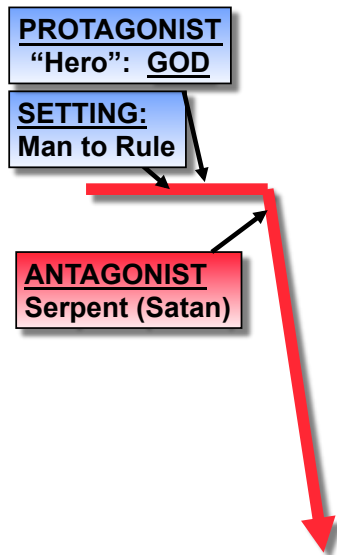 PROTAGONIST
“Hero”: GOD
SETTING:
Man to Rule
ANTAGONIST
Serpent (Satan)